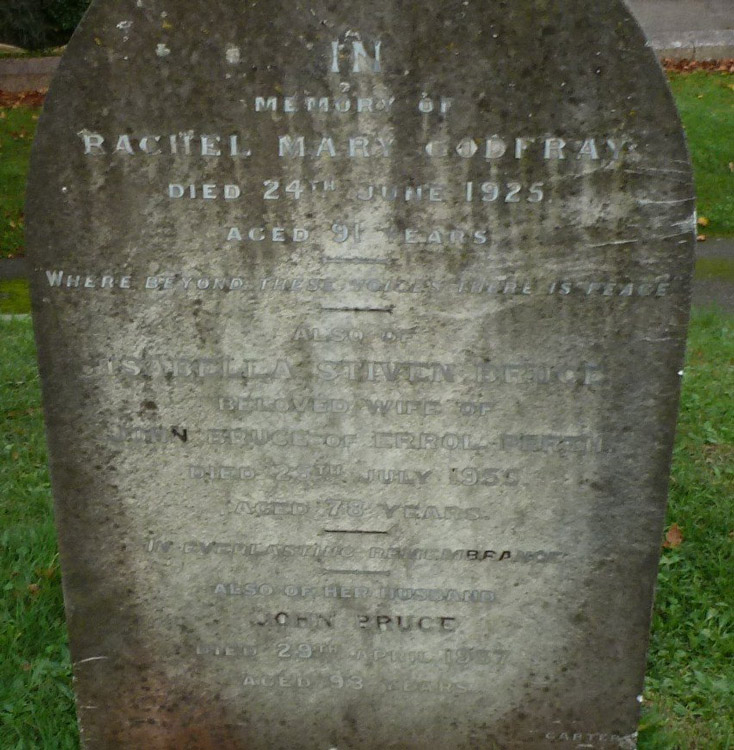 IN
MEMORY OF
RACHEL MARY GODFRAY
DIED 24TH JUNE 1925.
AGED 91 YEARS
"WHERE BEYOND THESE VOICES THERE IS PEACE"
ALSO OF
ISABELLA STIVEN BRUCE
BELOVED WIFE OF
JOHN BRUCE OF ERROL PERTH.
DIED TH JULY
AGED 78 YEARS.
IN EVERLASTING REMEMBRANCE
ALSO OF HER HUSBAND
JOHN BRUCE
DIED 29TH APRIL
AGED 93 YEARS
CARTER